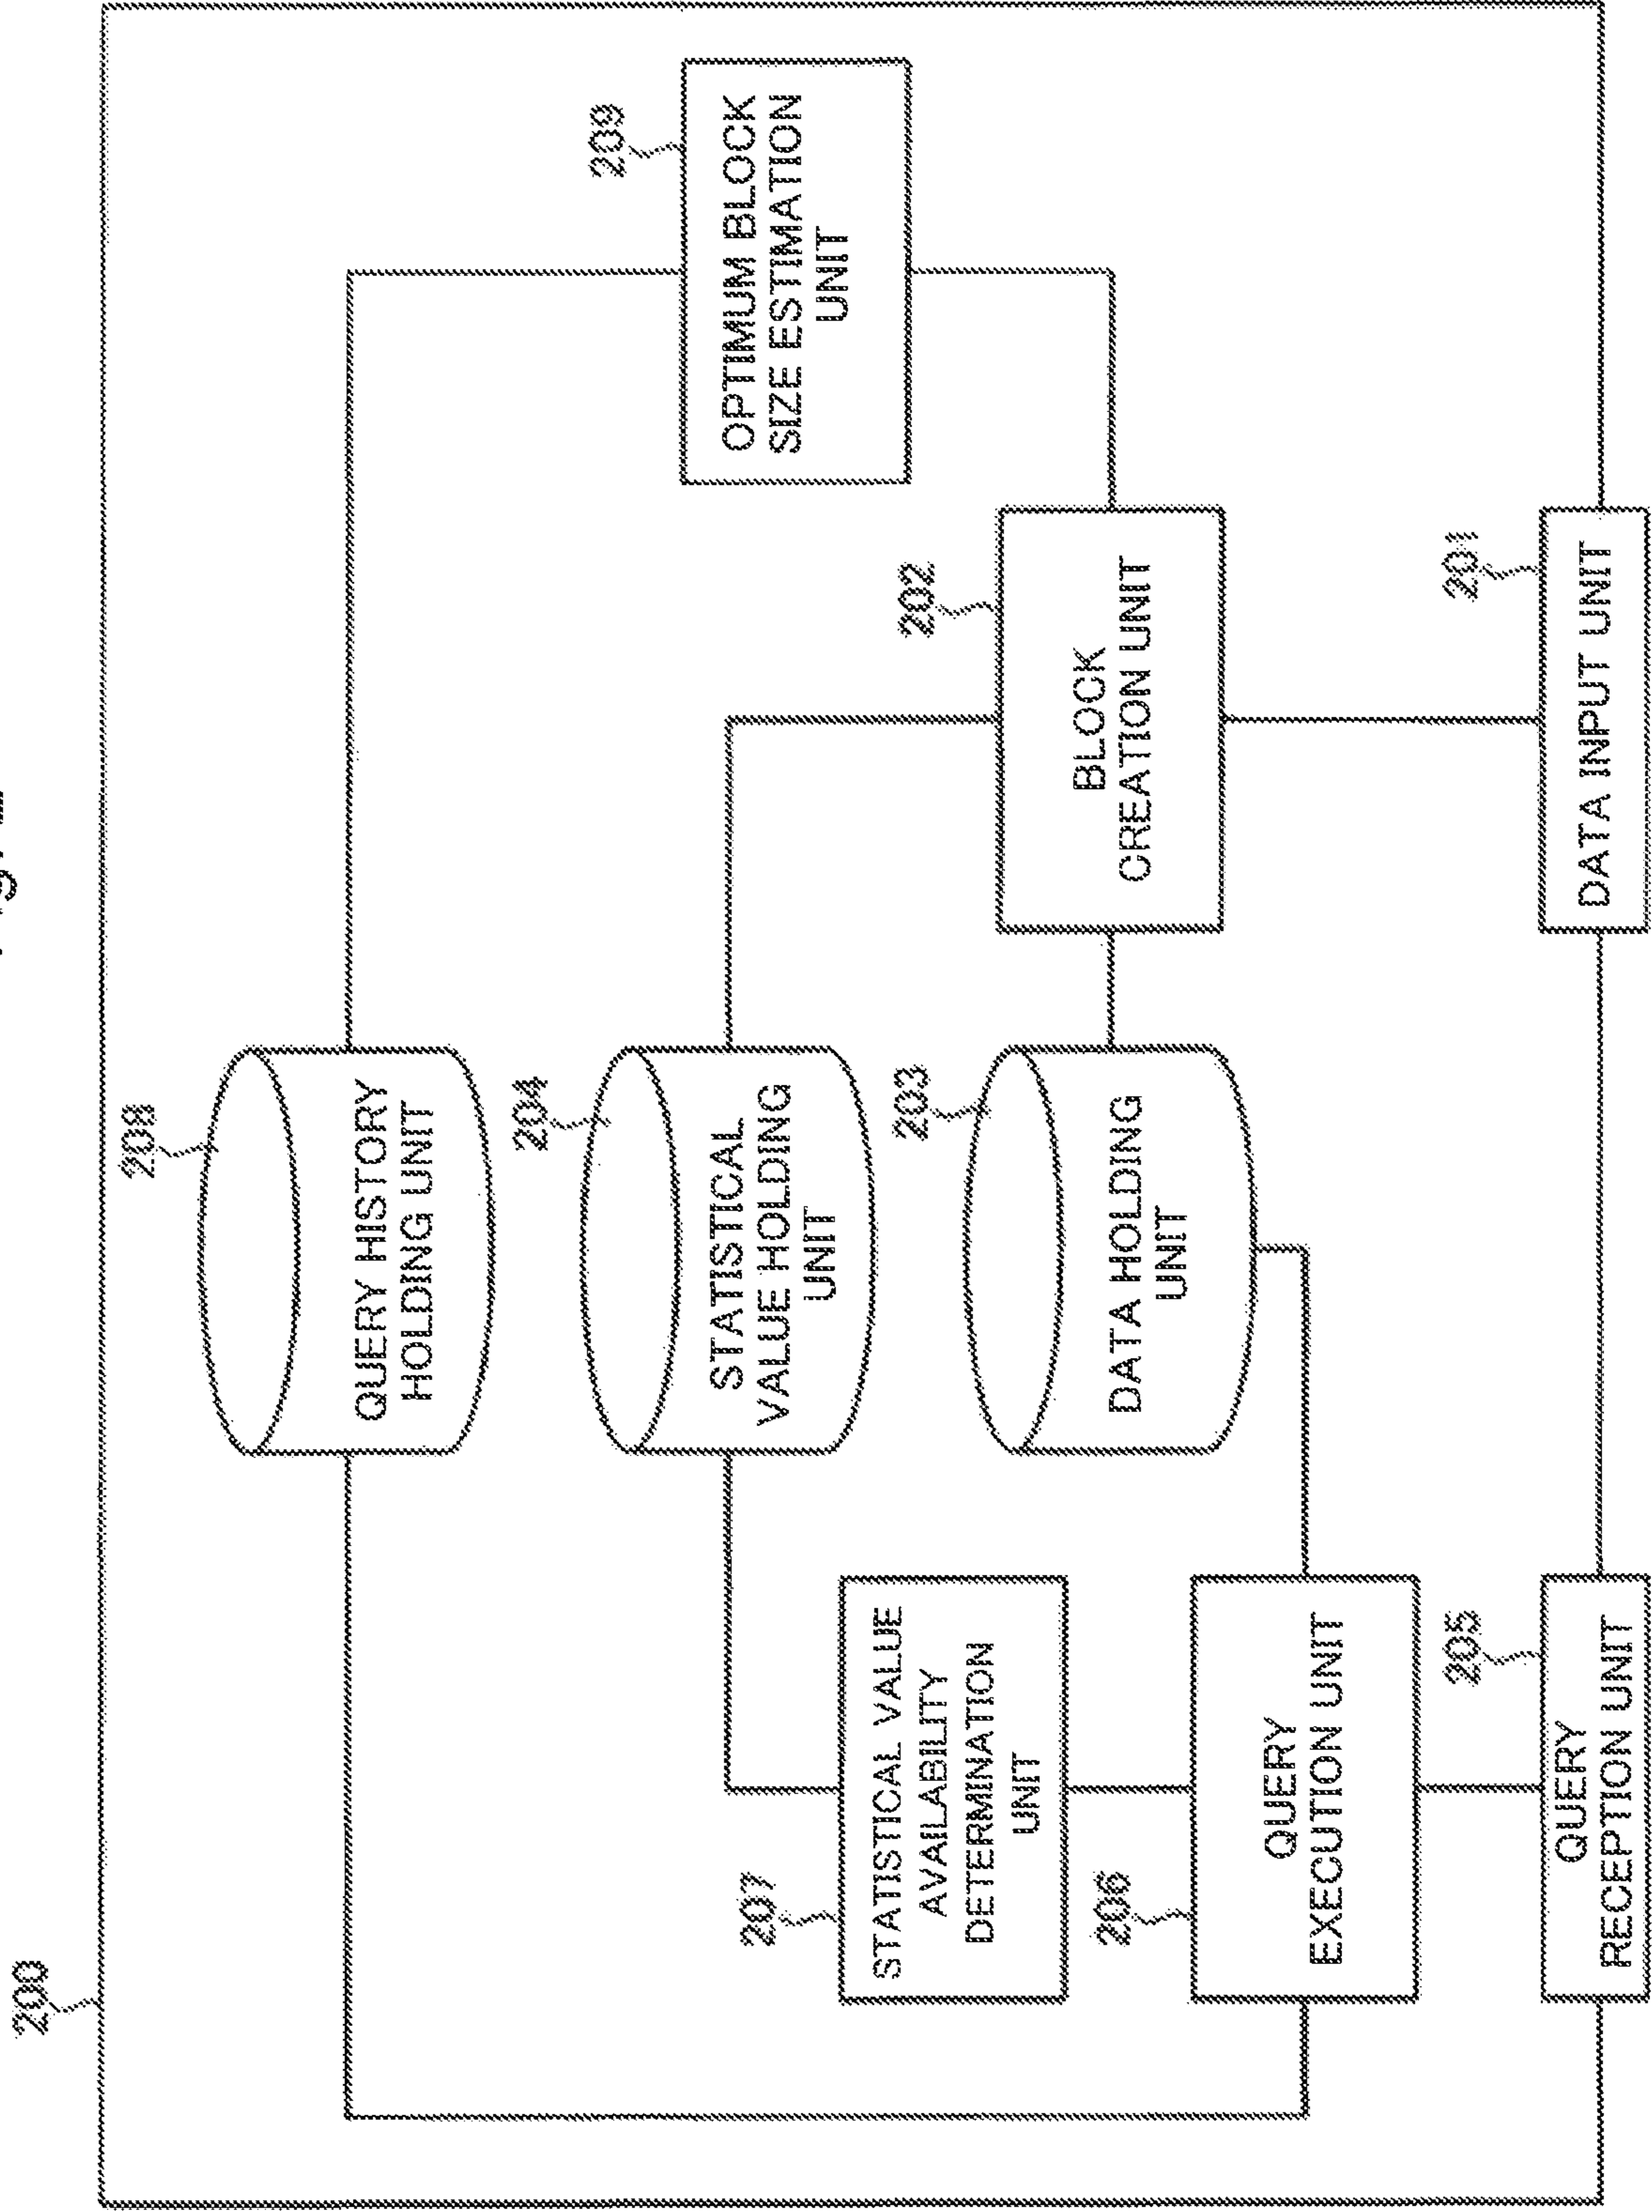 200
208
QUERY HISTORY
HOLDING UNIT
209
OPTIMUM BLOCK
SIZE ESTIMATION
UNIT
204
STATISTICAL
VALUE HOLDING
UNIT
207
STATISTICAL VALUE
AVAILABILITY
DETERMINATION
UNIT
203
DATA HOLDING
UNIT
202
BLOCK
CREATION UNIT
206
QUERY
EXECUTION UNIT
205
QUERY
RECEPTION UNIT
201
DATA INPUT UNIT